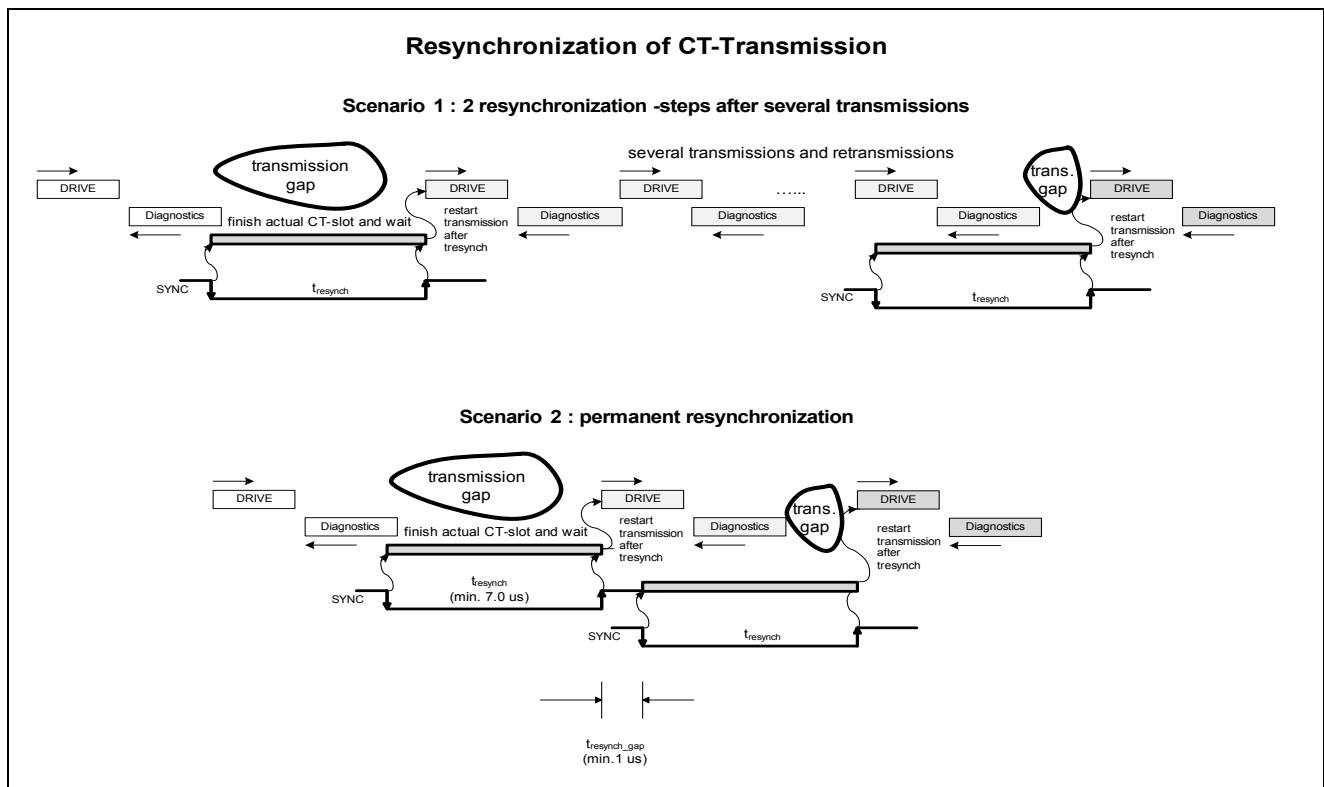 Resynchronization of CT-Transmission
Scenario 1 : 2 resynchronization -steps after several transmissions
transmission
gap
several transmissions and retransmissions
trans.
gap
DRIVE
DRIVE
DRIVE
…...
DRIVE
DRIVE
Diagnostics
finish actual CT-slot and wait
restart
transmission
after
tresynch
Diagnostics
Diagnostics
Diagnostics
restart
transmission
after
tresynch
Diagnostics
SYNC
tresynch
SYNC
tresynch
Scenario 2 : permanent resynchronization
transmission
gap
DRIVE
DRIVE
trans.
gap
DRIVE
Diagnostics
finish actual CT-slot and wait
restart
transmission
after
tresynch
Diagnostics
restart
transmission
after
tresynch
Diagnostics
SYNC
tresynch
(min. 7.0 us)
SYNC
tresynch
tresynch_gap
(min.1 us)